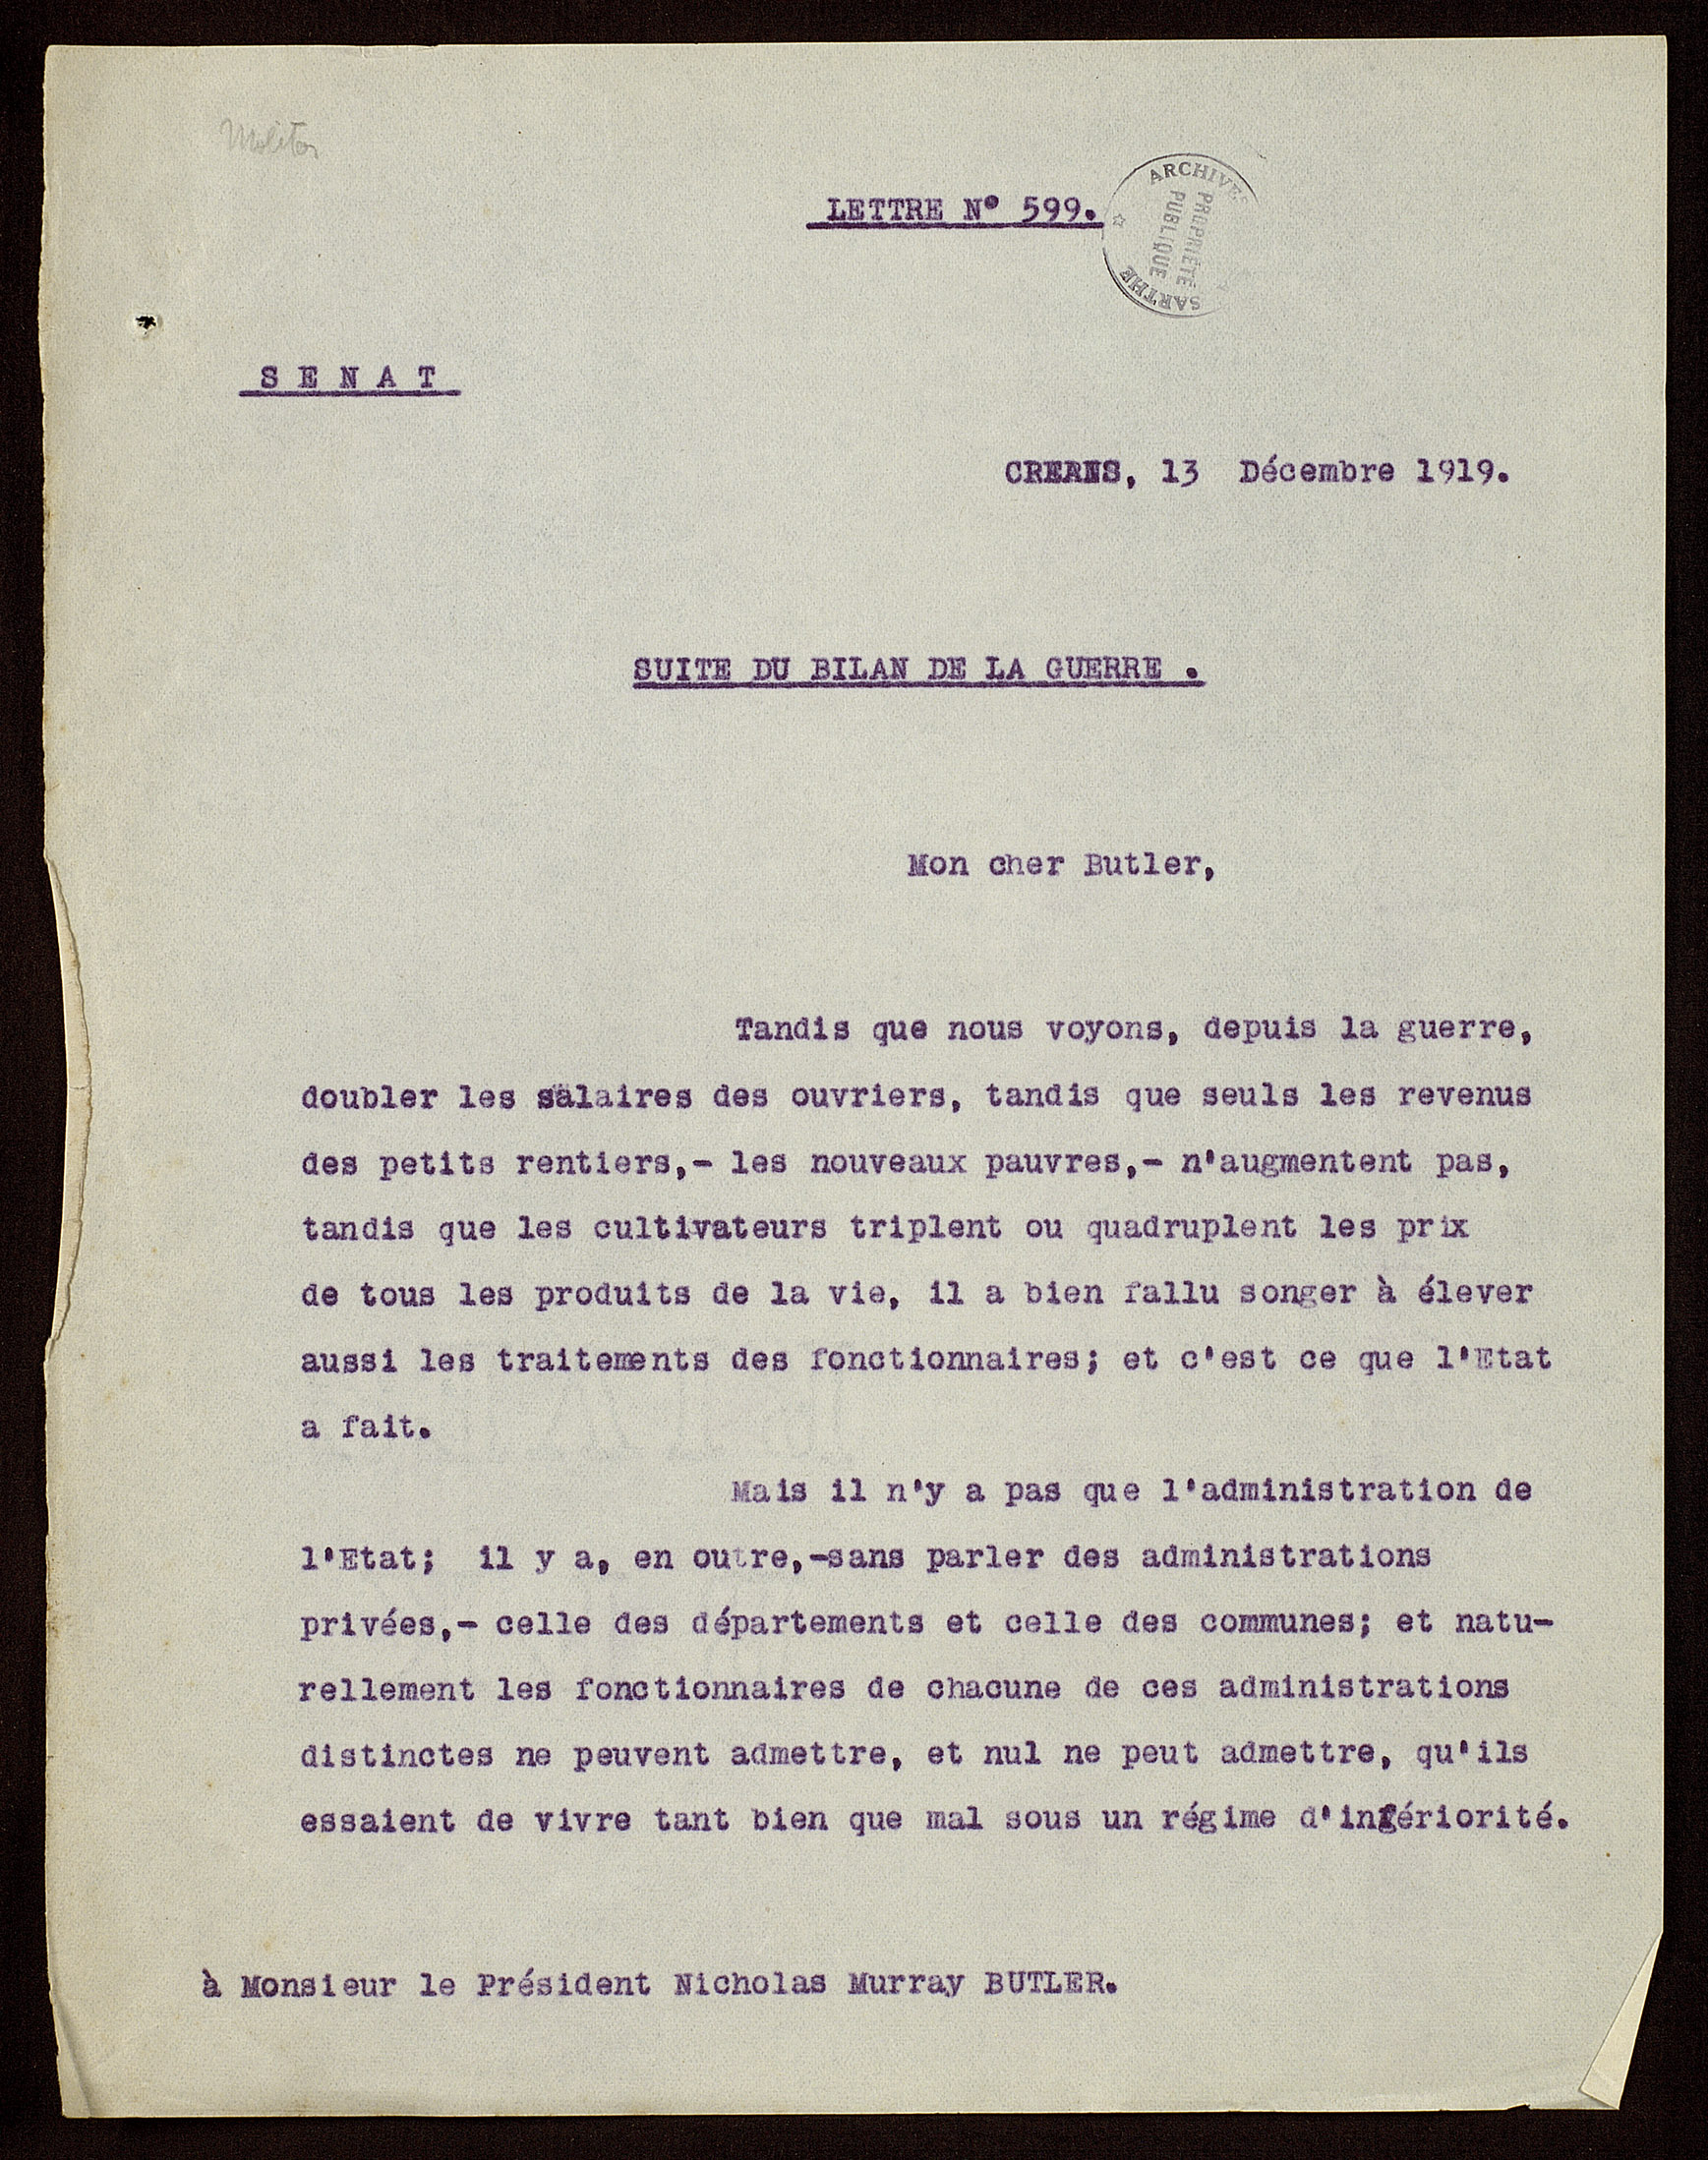 Molitor
LETTRE N° 599.
ARCHIVES
PROPRIÉTÉ
PUBLIQUE
SARTHE
S E N A T
CREANS, 13 Décembre 1919.
SUITE DU BILAN DE LA GUERRE .
Mon cher Butler,
Tandis que nous voyons, depuis la guerre,
doubler les salaires des ouvriers, tandis que seuls les revenus
des petits rentiers,- les nouveaux pauvres,- n'augmentent pas,
tandis que les cultivateurs triplent ou quadruplent les prix
de tous les produits de la vie, il a bien fallu songer à élever
aussi les traitements des fonctionnaires; et c'est ce que l'Etat
a fait.
Mais il n'y a pas que l'administration de
l'Etat; il y a, en outre,-sans parler des administrations
privées,- celle des départements et celle des communes; et natu-
rellement les fonctionnaires de chacune de ces administrations
distinctes ne peuvent admettre, et nul ne peut admettre, qu'ils
essaient de vivre tant bien que mal sous un régime d'infériorité.
à Monsieur le Président Nicholas Murray BUTLER.